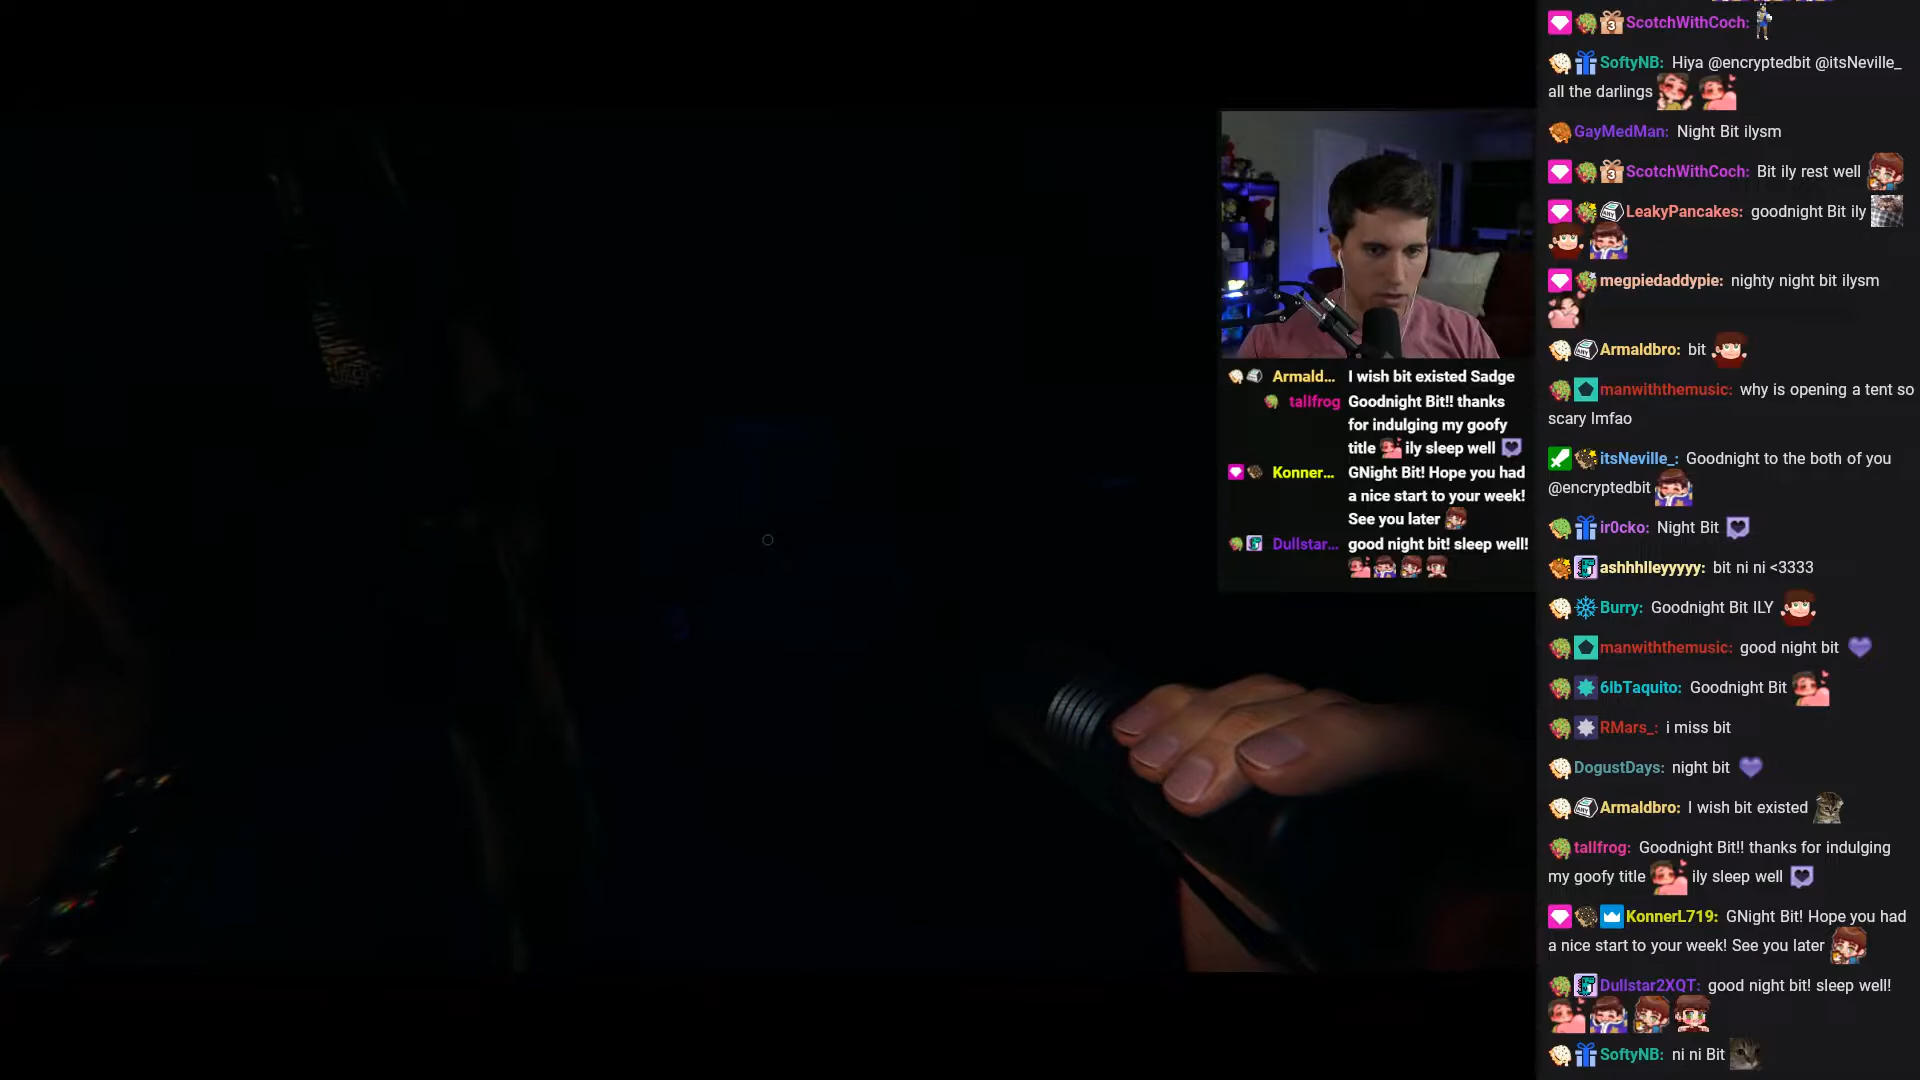 Armald... I wish bit existed Sadge
tallfrog Goodnight Bit!! thanks
for indulging my goofy
title ily sleep well
Konner... GNight Bit! Hope you had
a nice start to your week!
See you later
Dullstar... good night bit! sleep well!
3 ScotchWithCoch:
SoftyNB: Hiya @encryptedbit @itsNeville_
all the darlings
GayMedMan: Night Bit ilysm
3 ScotchWithCoch: Bit ily rest well
LeakyPancakes: goodnight Bit ily
megpiedaddypie: nighty night bit ilysm
Armaldbro: bit
manwiththemusic: why is opening a tent so
scary lmfao
itsNeville_: Goodnight to the both of you
@encryptedbit
ir0cko: Night Bit
ashhhlleyyyyy: bit ni ni <3333
Burry: Goodnight Bit ILY
manwiththemusic: good night bit
6lbTaquito: Goodnight Bit
RMars_: i miss bit
DogustDays: night bit
Armaldbro: I wish bit existed
tallfrog: Goodnight Bit!! thanks for indulging
my goofy title ily sleep well
KonnerL719: GNight Bit! Hope you had
a nice start to your week! See you later
Dullstar2XQT: good night bit! sleep well!
SoftyNB: ni ni Bit